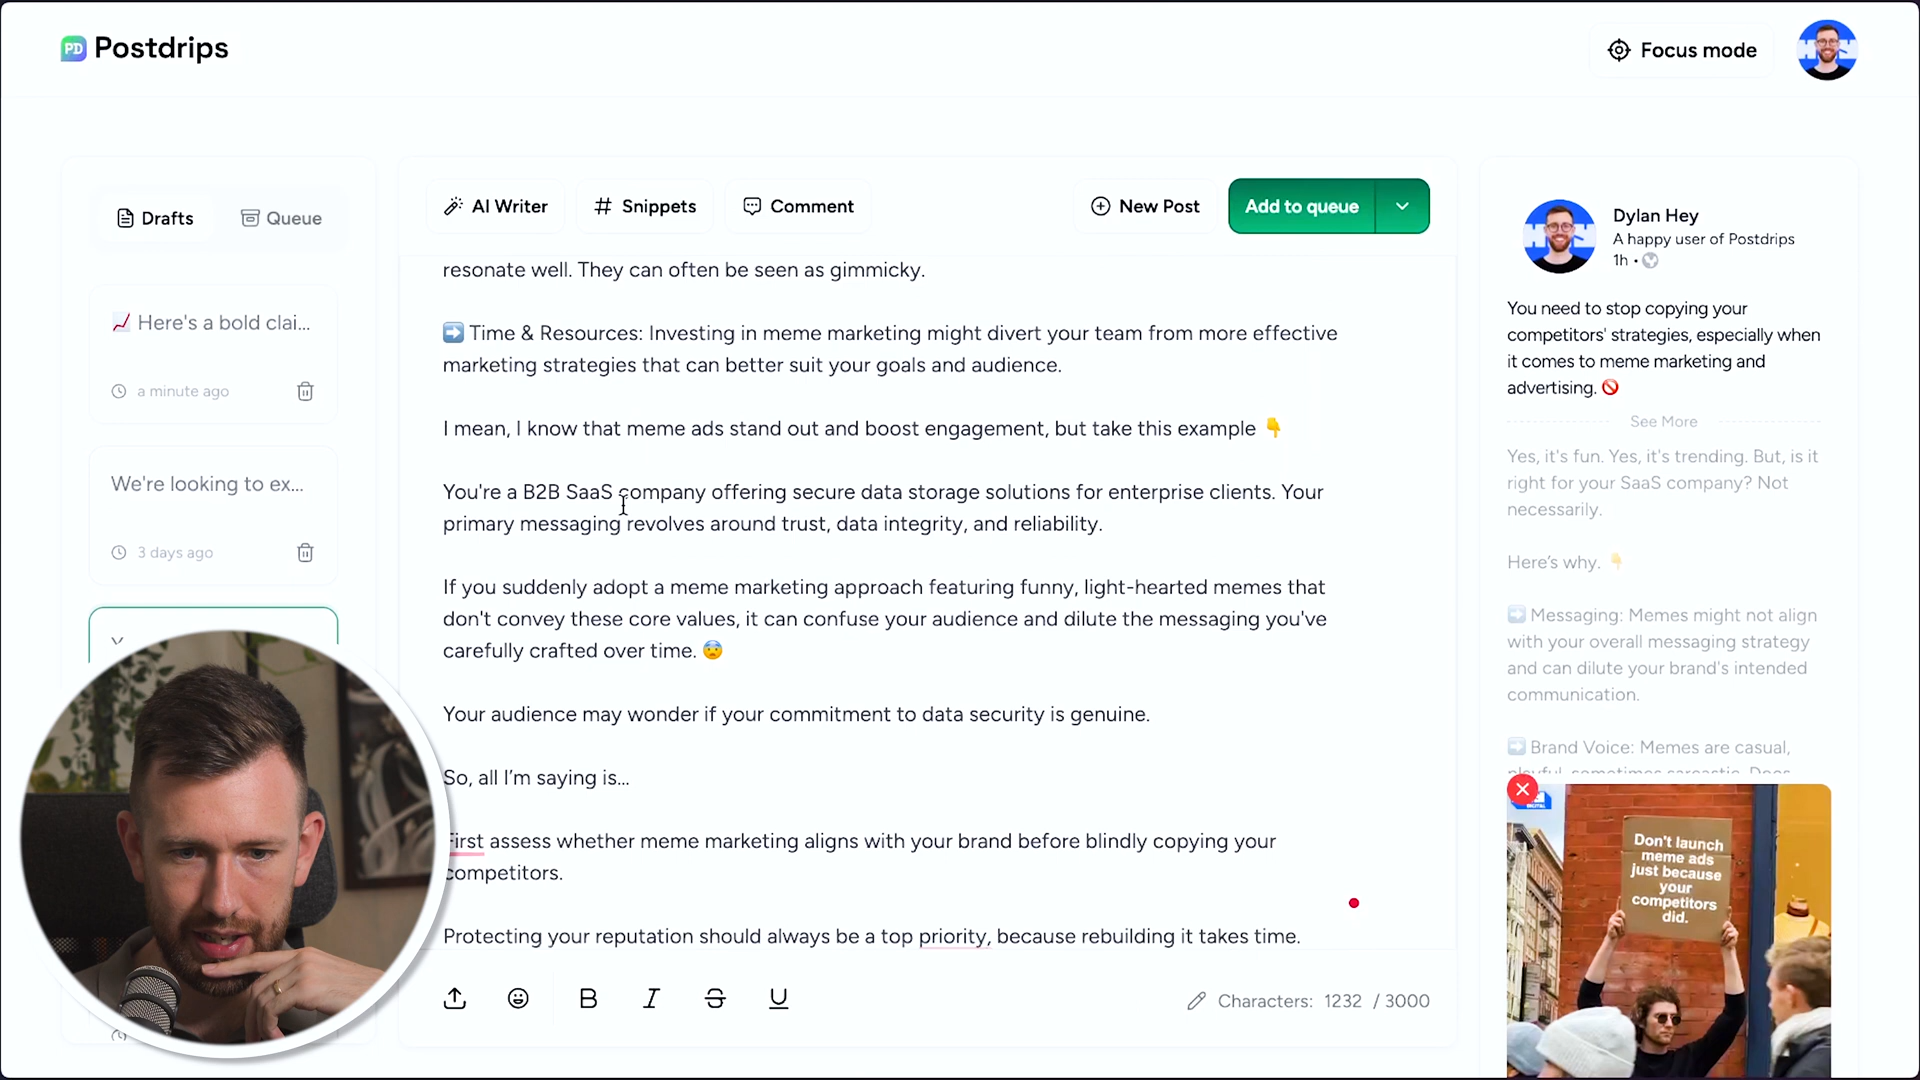 PD Postdrips
Focus mode
Drafts
Queue
Here's a bold clai...
a minute ago
We're looking to ex...
3 days ago
AI Writer
Snippets
Comment
New Post
Add to queue
resonate well. They can often be seen as gimmicky.
➡️ Time & Resources: Investing in meme marketing might divert your team from more effective
marketing strategies that can better suit your goals and audience.
I mean, I know that meme ads stand out and boost engagement, but take this example 👇
You're a B2B SaaS company offering secure data storage solutions for enterprise clients. Your
primary messaging revolves around trust, data integrity, and reliability.
If you suddenly adopt a meme marketing approach featuring funny, light-hearted memes that
don't convey these core values, it can confuse your audience and dilute the messaging you've
carefully crafted over time. 😨
Your audience may wonder if your commitment to data security is genuine.
So, all I’m saying is…
First assess whether meme marketing aligns with your brand before blindly copying your
competitors.
Protecting your reputation should always be a top priority, because rebuilding it takes time.
Characters: 1232 / 3000
Dylan Hey
A happy user of Postdrips
1h •
You need to stop copying your
competitors' strategies, especially when
it comes to meme marketing and
advertising. 🚫
See More
Yes, it's fun. Yes, it's trending. But, is it
right for your SaaS company? Not
necessarily.
Here’s why. 👇
➡️ Messaging: Memes might not align
with your overall messaging strategy
and can dilute your brand's intended
communication.
➡️ Brand Voice: Memes are casual,
playful, sometimes sarcastic. Does
Don't launch
meme ads
just because
your
competitors
did.